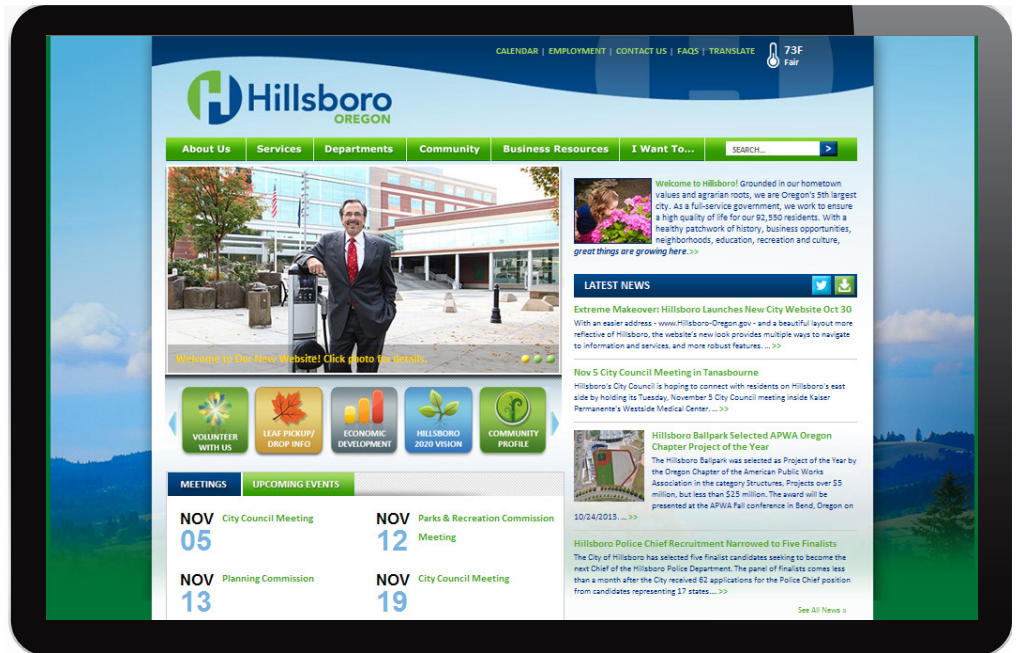 CALENDAR | EMPLOYMENT | CONTACT US | FAQS | TRANSLATE
73F
Fair
Hillsboro
OREGON
About Us
Services
Departments
Community
Business Resources
I Want To...
SEARCH...
>
Welcome to Our New Website! Click photo for details.
Welcome to Hillsboro! Grounded in our hometown
values and agrarian roots, we are Oregon's 5th largest
city. As a full-service government, we work to ensure
a high quality of life for our 92,550 residents. With a
healthy patchwork of history, business opportunities,
neighborhoods, education, recreation and culture,
great things are growing here.>>
VOLUNTEER
WITH US
LEAF PICKUP/
DROP INFO
ECONOMIC
DEVELOPMENT
HILLSBORO
2020 VISION
COMMUNITY
PROFILE
MEETINGS
UPCOMING EVENTS
NOV
05
City Council Meeting
NOV
12
Parks & Recreation Commission
Meeting
NOV
13
Planning Commission
NOV
19
City Council Meeting
LATEST NEWS
Extreme Makeover: Hillsboro Launches New City Website Oct 30
With an easier address - www.Hillsboro-Oregon.gov - and a beautiful layout more
reflective of Hillsboro, the website's new look provides multiple ways to navigate
to information and services, and more robust features. ... >>
Nov 5 City Council Meeting in Tanasbourne
Hillsboro's City Council is hoping to connect with residents on Hillsboro's east
side by holding its Tuesday, November 5 City Council meeting inside Kaiser
Permanente's Westside Medical Center. ... >>
Hillsboro Ballpark Selected APWA Oregon
Chapter Project of the Year
The Hillsboro Ballpark was selected as Project of the Year by
the Oregon Chapter of the American Public Works
Association in the category Structures, Projects over $5
million, but less than $25 million. The award will be
presented at the APWA Fall conference in Bend, Oregon on
10/24/2013. ... >>
Hillsboro Police Chief Recruitment Narrowed to Five Finalists
The City of Hillsboro has selected five finalist candidates seeking to become the
next Chief of the Hillsboro Police Department. The panel of finalists comes less
than a month after the City received 62 applications for the Police Chief position
from candidates representing 17 states.... >>
See All News »